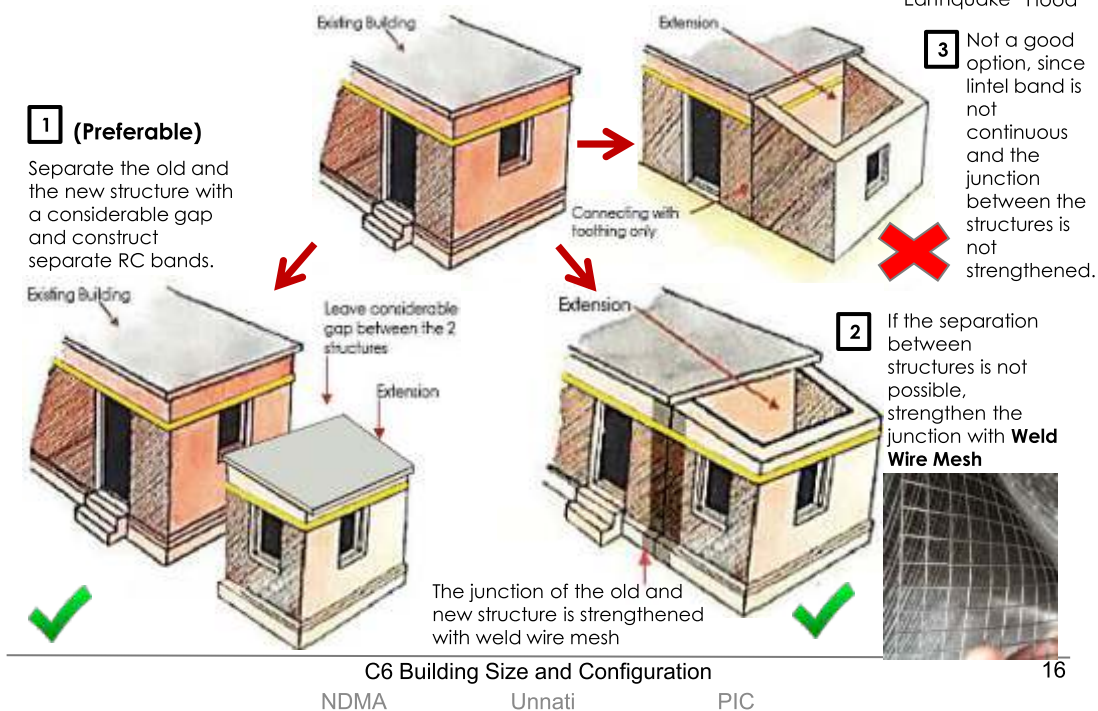 Earthquake Flood
1
(Preferable)
Separate the old and
the new structure with
a considerable gap
and construct
separate RC bands.
Existing Building
Extension
Connecting with
toothing only
3
Not a good
option, since
lintel band is
not
continuous
and the
junction
between the
structures is
not
strengthened.
Existing Building
Leave considerable
gap between the 2
structures
Extension
Extension
2
If the separation
between
structures is not
possible,
strengthen the
junction with Weld
Wire Mesh
The junction of the old and
new structure is strengthened
with weld wire mesh
C6 Building Size and Configuration
16
NDMA Unnati PIC